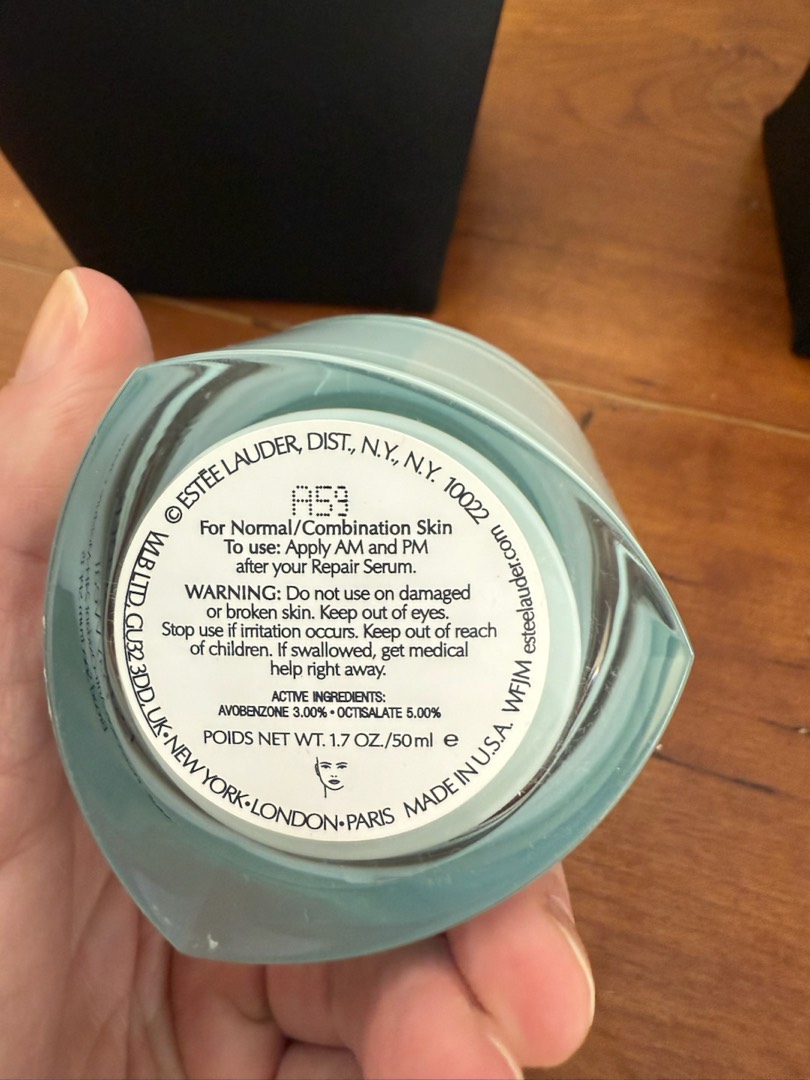 © ESTĒE LAUDER, DIST., N.Y., N.Y. 10022
A59
For Normal/Combination Skin
To use: Apply AM and PM
after your Repair Serum.
WARNING: Do not use on damaged
or broken skin. Keep out of eyes.
Stop use if irritation occurs. Keep out of reach
of children. If swallowed, get medical
help right away.
ACTIVE INGREDIENTS:
AVOBENZONE 3.00% • OCTISALATE 5.00%
POIDS NET WT. 1.7 OZ./50 ml e
W.B LTD. GU32 3DD. UK • NEW YORK • LONDON • PARIS MADE IN U.S.A. WFJM esteelauder.com